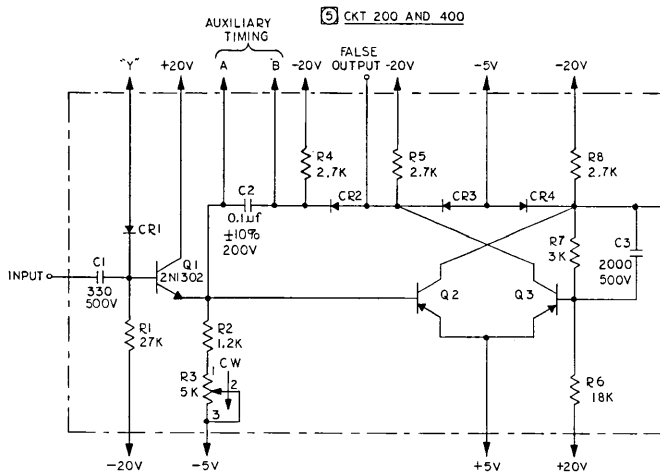 5 CKT 200 AND 400
AUXILIARY
TIMING
"Y" +20V A B -20V FALSE OUTPUT -20V -5V -20V
R4
2.7K
R5
2.7K
R8
2.7K
C2
0.1µf
±10%
200V
CR2
CR3
CR4
CR1
R7
3K
C3
2000
500V
INPUT
C1
330
500V
Q1
2N1302
Q2
Q3
R1
27K
R2
1.2K
R3
5K
CW
1
2
3
R6
18K
-20V -5V +5V +20V